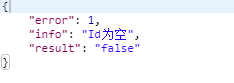 {
    "error": 1,
    "info": "Id为空",
    "result": "false"
}